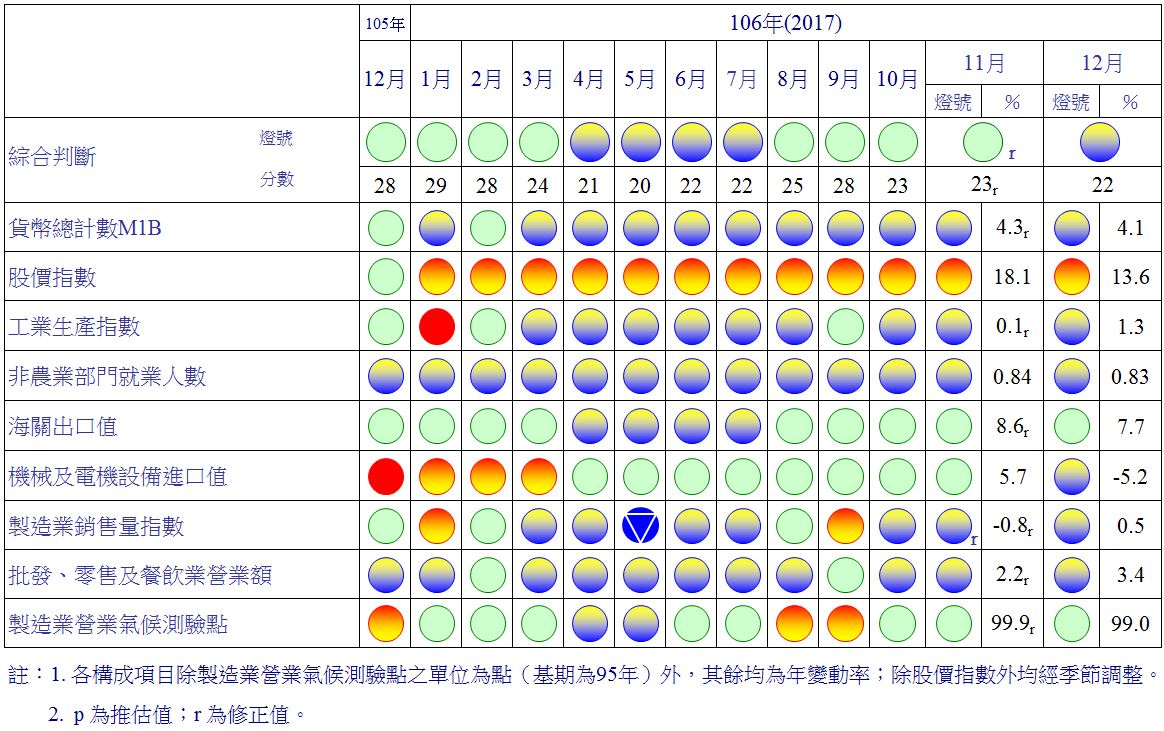 105年 106年(2017)
12月 1月 2月 3月 4月 5月 6月 7月 8月 9月 10月 11月 12月
燈號 % 燈號 %
綜合判斷 燈號 r
分數 28 29 28 24 21 20 22 22 25 28 23 23r 22
貨幣總計數M1B 4.3r 4.1
股價指數 18.1 13.6
工業生產指數 0.1r 1.3
非農業部門就業人數 0.84 0.83
海關出口值 8.6r 7.7
機械及電機設備進口值 5.7 -5.2
製造業銷售量指數 r -0.8r 0.5
批發、零售及餐飲業營業額 2.2r 3.4
製造業營業氣候測驗點 99.9r 99.0
註：1. 各構成項目除製造業營業氣候測驗點之單位為點（基期為95年）外，其餘均為年變動率；除股價指數外均經季節調整。
2. p 為推估值；r 為修正值。